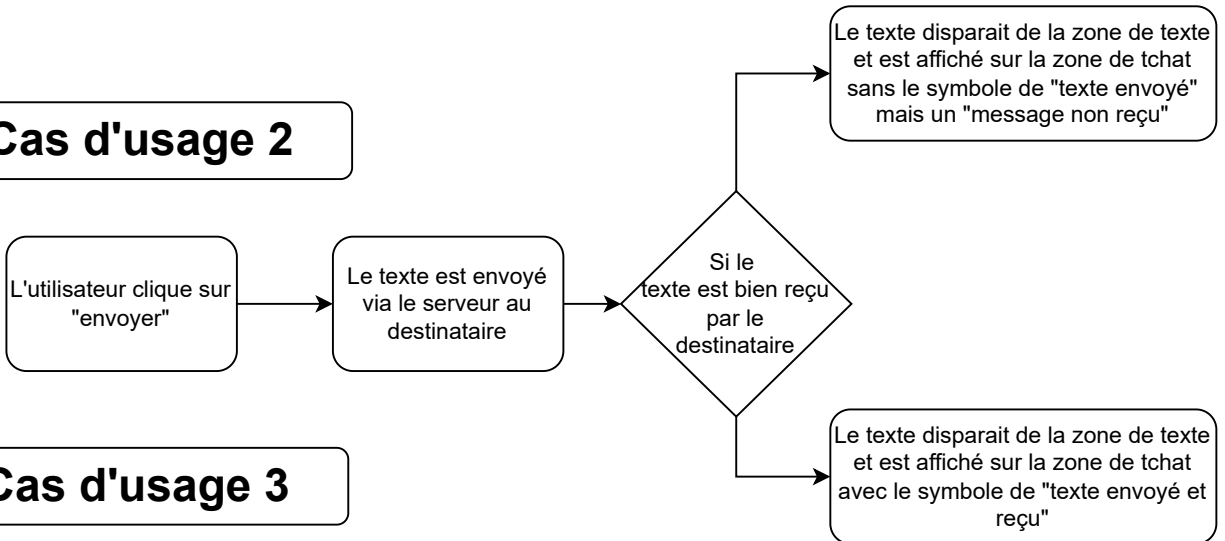 Cas d'usage 2
L'utilisateur clique sur
"envoyer"
Le texte est envoyé
via le serveur au
destinataire
Si le
texte est bien reçu
par le
destinataire
Le texte disparait de la zone de texte
et est affiché sur la zone de tchat
sans le symbole de "texte envoyé"
mais un "message non reçu"
Le texte disparait de la zone de texte
et est affiché sur la zone de tchat
avec le symbole de "texte envoyé et
reçu"
Cas d'usage 3